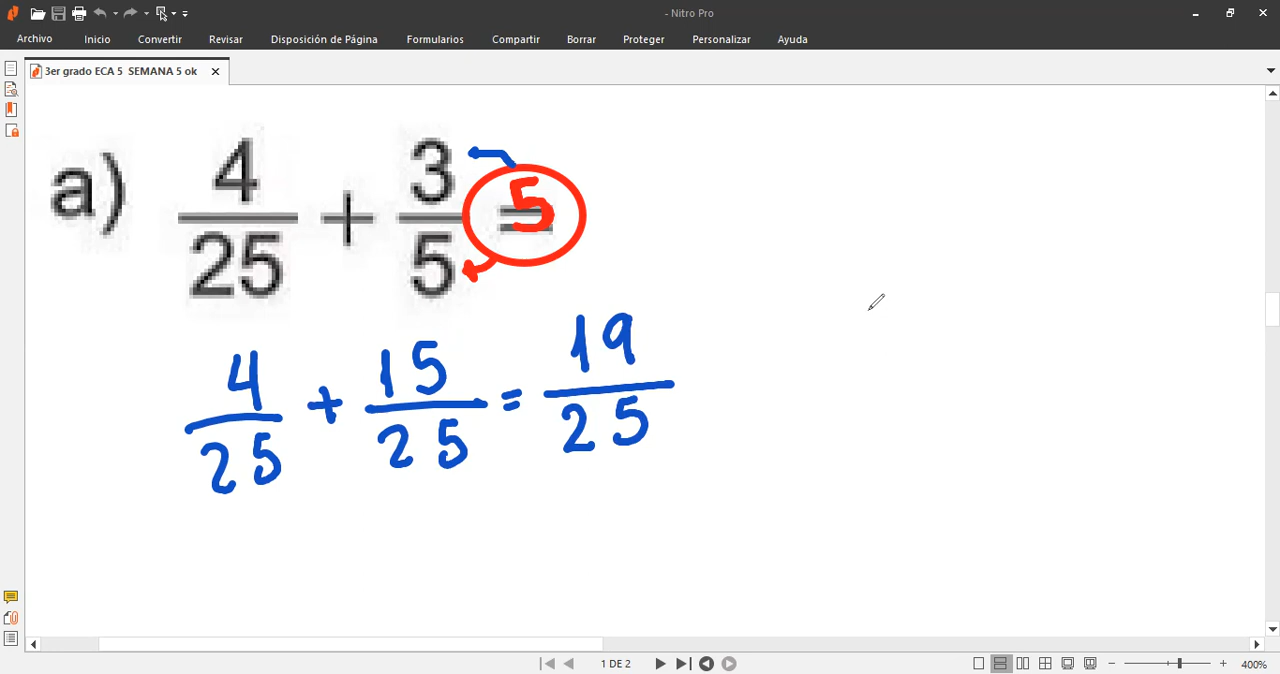 - Nitro Pro
Archivo Inicio Convertir Revisar Disposición de Página Formularios Compartir Borrar Proteger Personalizar Ayuda
3er grado ECA 5 SEMANA 5 ok
a) 4/25 + 3/5 = 5
4/25 + 15/25 = 19/25
1 DE 2
400%